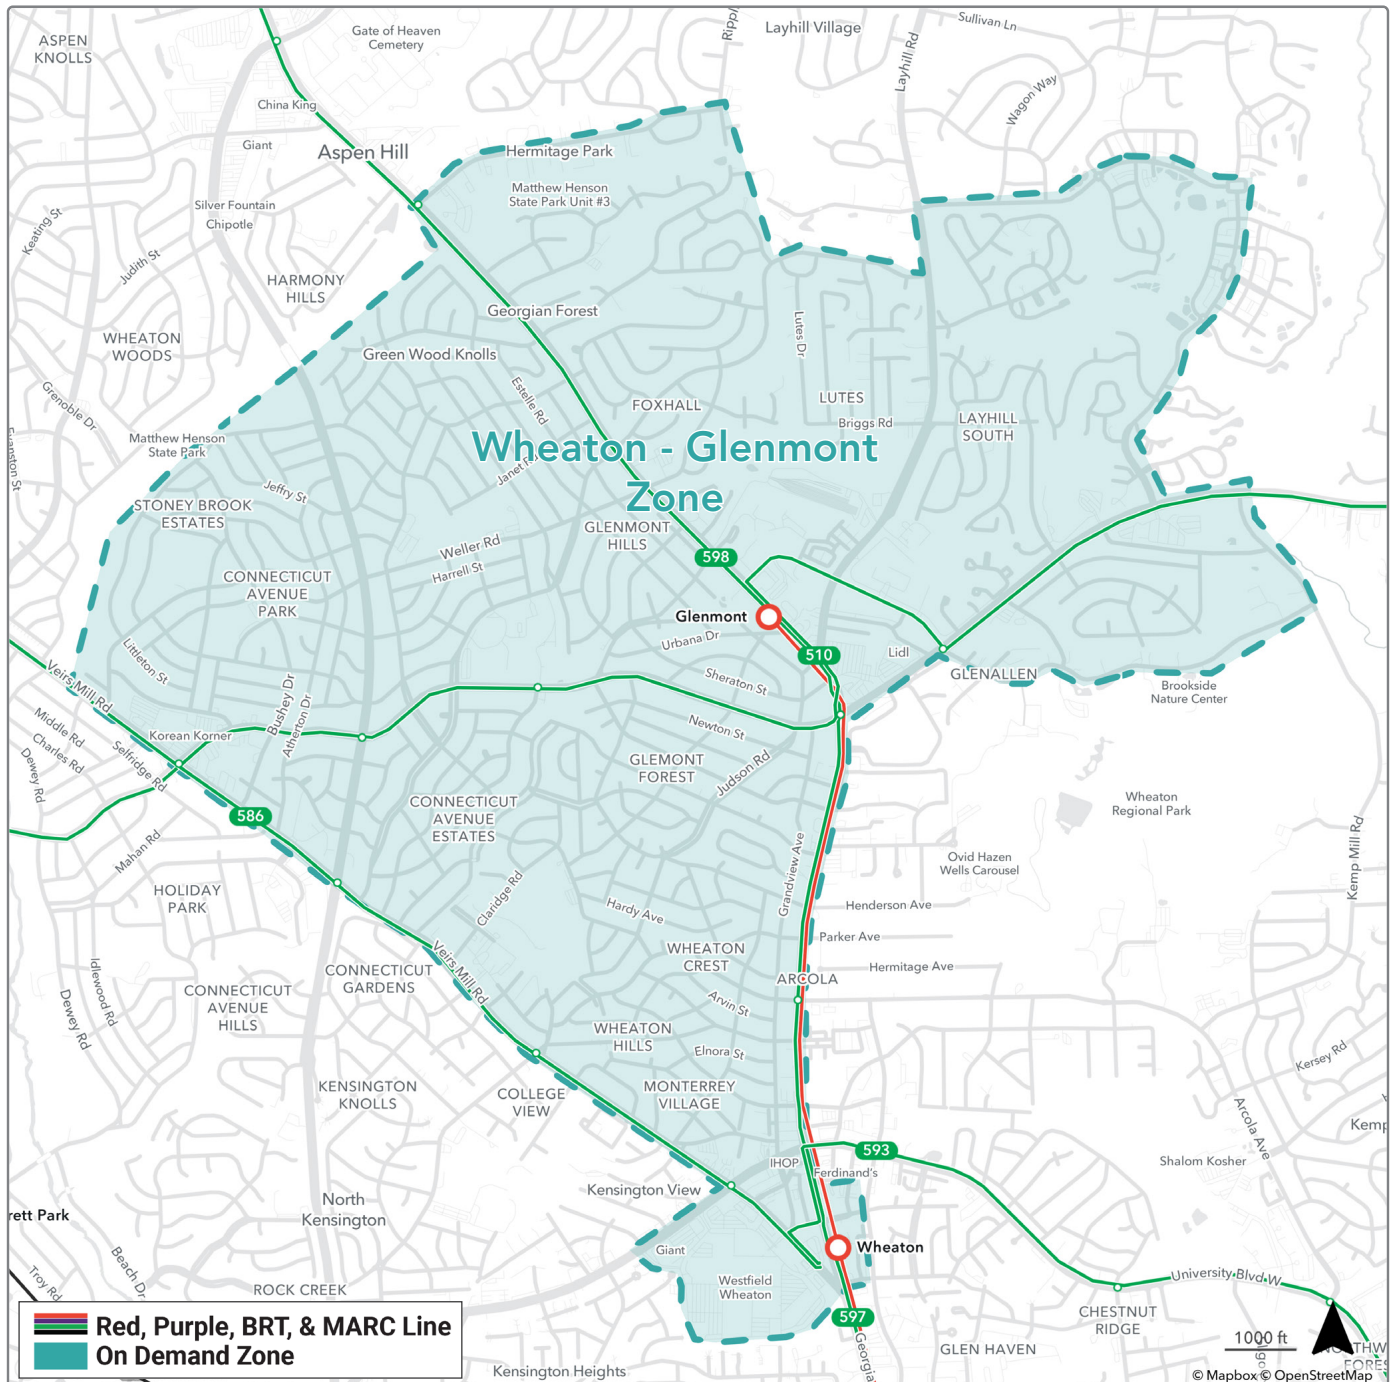 ASPEN
KNOLLS
Gate of Heaven
Cemetery
Layhill Village
Sullivan Ln
Layhill Rd
Wagon Way
China King
Giant
Aspen Hill
Hermitage Park
Matthew Henson
State Park Unit #3
Silver Fountain
Chipotle
Keating St
Judith St
HARMONY
HILLS
WHEATON
WOODS
Georgian Forest
Green Wood Knolls
Lutes Dr
Estelle Rd
FOXHALL
LUTES
Briggs Rd
LAYHILL
SOUTH
Grenoble Dr
Matthew Henson
State Park
Wheaton - Glenmont
Zone
Jeffry St
STONEY BROOK
ESTATES
GLENMONT
HILLS
Weller Rd
Harrell St
598
CONNECTICUT
AVENUE
PARK
Glenmont
Urbana Dr
510
Lidl
GLENALLEN
Brookside
Nature Center
Littleton St
Veirs Mill Rd
Sheraton St
Bushey Dr
Atherton Dr
Newton St
Middle Rd
Charles Rd
Dewey Rd
Selfridge Rd
Korean Korner
GLEMONT
FOREST
Judson Rd
586
CONNECTICUT
AVENUE
ESTATES
Wheaton
Regional Park
Mahan Rd
Grandview Ave
Ovid Hazen
Wells Carousel
Kemp Mill Rd
HOLIDAY
PARK
Claridge Rd
Hardy Ave
Henderson Ave
Parker Ave
WHEATON
CREST
Hermitage Ave
ARCOLA
CONNECTICUT
GARDENS
Veirs Mill Rd
Idlewood Rd
Dewey Rd
CONNECTICUT
AVENUE
HILLS
Arvin St
WHEATON
HILLS
Elnora St
Kersey Rd
KENSINGTON
KNOLLS
COLLEGE
VIEW
MONTERREY
VILLAGE
Arcola Ave
593
IHOP
Ferdinand's
Shalom Kosher
Kensington View
North
Kensington
rett Park
Giant
Wheaton
Westfield
Wheaton
University Blvd W
Troy Rd
Beach Dr
ROCK CREEK
597
CHESTNUT
RIDGE
Red, Purple, BRT, & MARC Line
On Demand Zone
Kensington Heights
Georgia
GLEN HAVEN
1000 ft
© Mapbox © OpenStreetMap